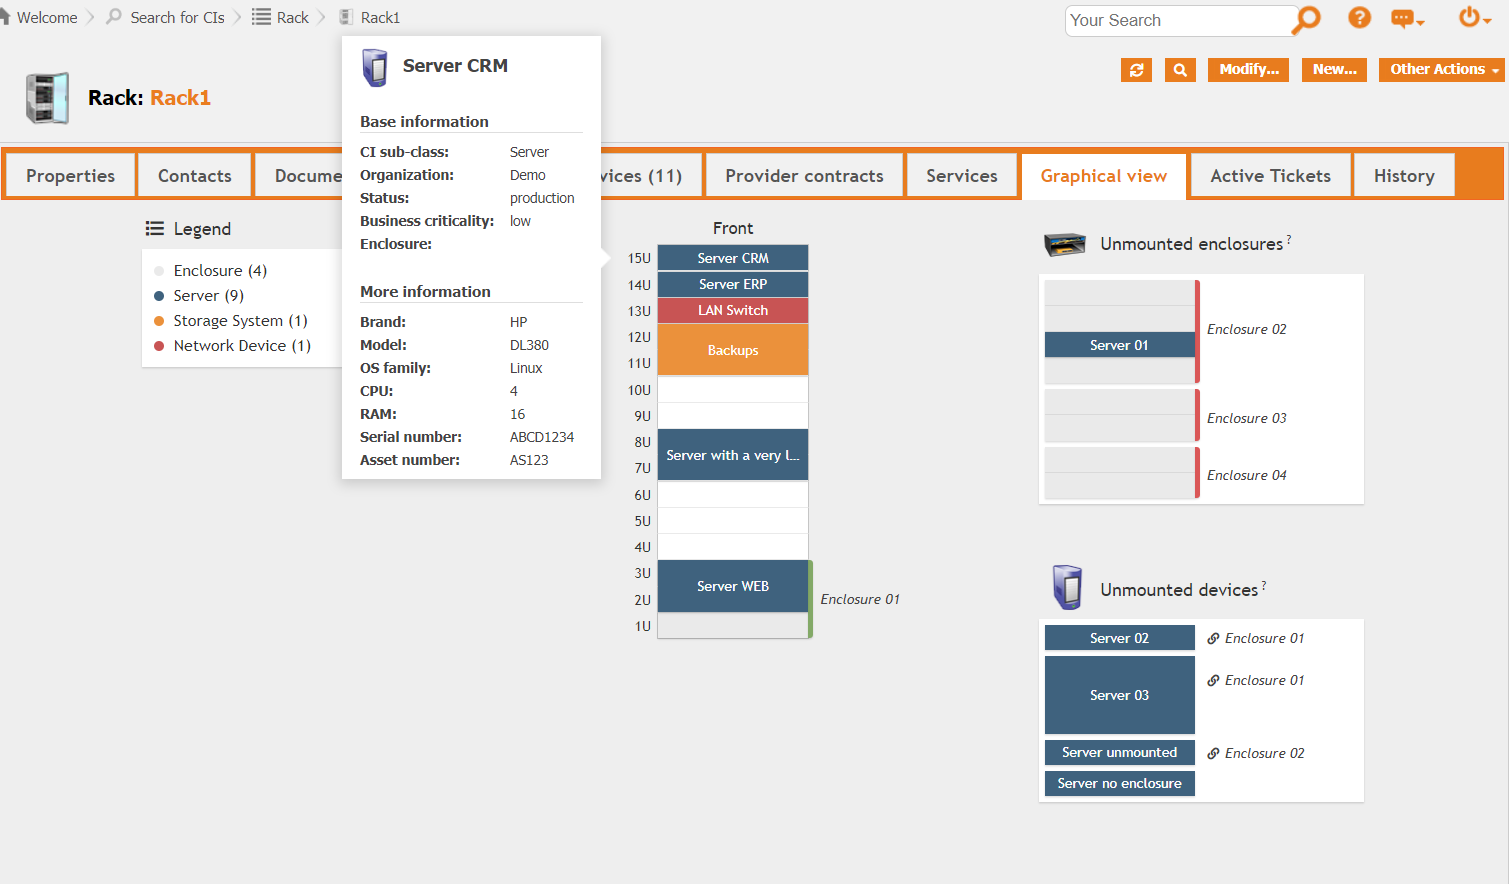 Welcome
Search for CIs
Rack
Rack1
Your Search
Rack: Rack1
Modify...
New...
Other Actions
Server CRM
Base information
CI sub-class: Server
Organization: Demo
Status: production
Business criticality: low
Enclosure:
More information
Brand: HP
Model: DL380
OS family: Linux
CPU: 4
RAM: 16
Serial number: ABCD1234
Asset number: AS123
Properties
Contacts
Docume
vices (11)
Provider contracts
Services
Graphical view
Active Tickets
History
Legend
Enclosure (4)
Server (9)
Storage System (1)
Network Device (1)
Front
15U Server CRM
14U Server ERP
13U LAN Switch
12U
Backups
11U
10U
9U
8U
Server with a very l...
7U
6U
5U
4U
3U
Server WEB
2U
Enclosure 01
1U
Unmounted enclosures ?
Enclosure 02
Server 01
Enclosure 03
Enclosure 04
Unmounted devices ?
Server 02 Enclosure 01
Enclosure 01
Server 03
Server unmounted Enclosure 02
Server no enclosure